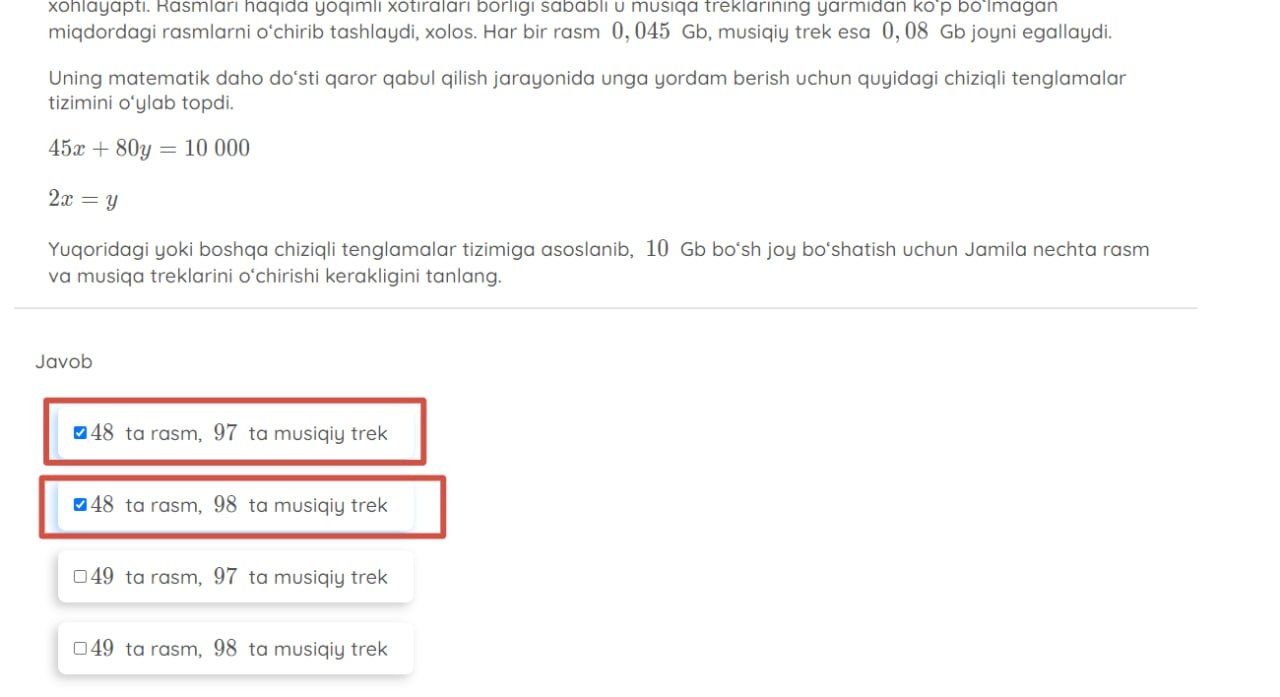 xohlayapti. Rasmlari haqida yoqimli xotiralari borligi sababli u musiqa treklarining yarmidan ko‘p bo‘lmagan
miqdordagi rasmlarni o‘chirib tashlaydi, xolos. Har bir rasm 0,045 Gb, musiqiy trek esa 0,08 Gb joyni egallaydi.
Uning matematik daho do‘sti qaror qabul qilish jarayonida unga yordam berish uchun quyidagi chiziqli tenglamalar
tizimini o‘ylab topdi.
45x + 80y = 10 000
2x = y
Yuqoridagi yoki boshqa chiziqli tenglamalar tizimiga asoslanib, 10 Gb bo‘sh joy bo‘shatish uchun Jamila nechta rasm
va musiqa treklarini o‘chirishi kerakligini tanlang.
Javob
48 ta rasm, 97 ta musiqiy trek
48 ta rasm, 98 ta musiqiy trek
49 ta rasm, 97 ta musiqiy trek
49 ta rasm, 98 ta musiqiy trek